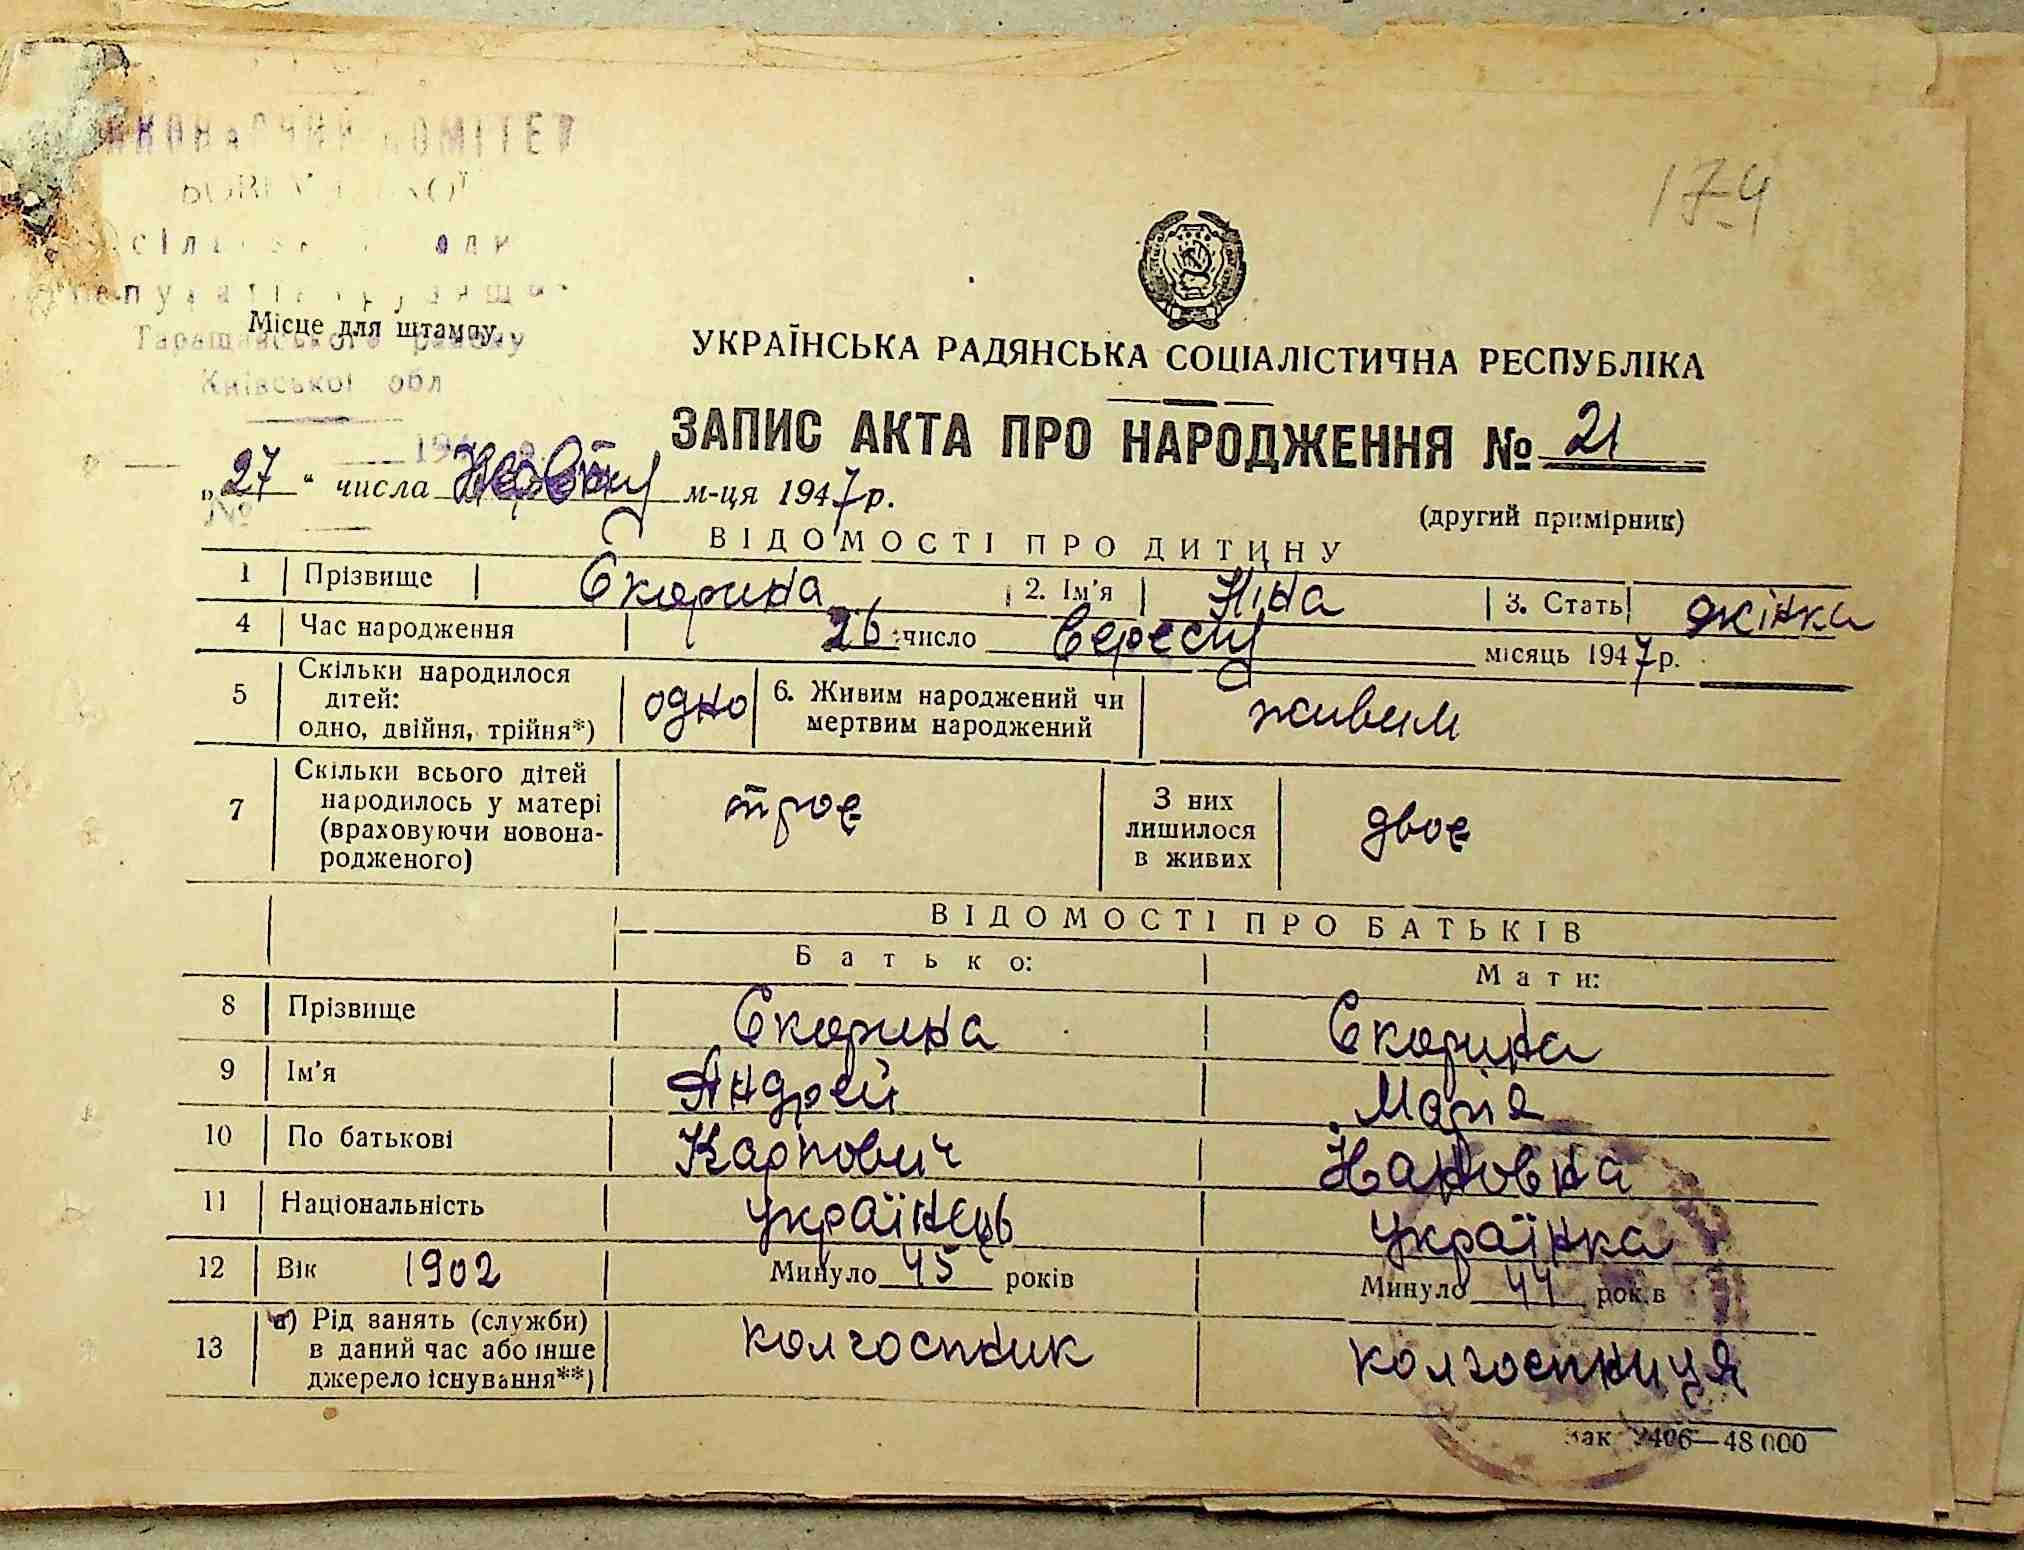 174
КОМІТЕТ
Місце для штампу
Таращанського району
Київської обл
УКРАЇНСЬКА РАДЯНСЬКА СОЦІАЛІСТИЧНА РЕСПУБЛІКА
ЗАПИС АКТА ПРО НАРОДЖЕННЯ № 21
„27“ числа м-ця 1947 р.
(другий примірник)
ВІДОМОСТІ ПРО ДИТИНУ
1 Прізвище Скорина 2. Ім'я Ніна 3. Стать жінка
4 Час народження 26 число Вересня місяць 1947 р.
5 Скільки народилося дітей: одно, двійня, трійня*) одно 6. Живим народжений чи мертвим народжений живим
7 Скільки всього дітей народилось у матері (враховуючи новонародженого) троє З них лишилося в живих двоє
ВІДОМОСТІ ПРО БАТЬКІВ
Батько: Мати:
8 Прізвище Скорина Скорина
9 Ім'я Андрей Марія
10 По батькові Карпович
11 Національність українець українка
12 Вік 1902 Минуло 45 років Минуло 44 років
13 а) Рід занять (служби) в даний час або інше джерело існування**) колгоспник колгоспниця
Зак 2406—48 000